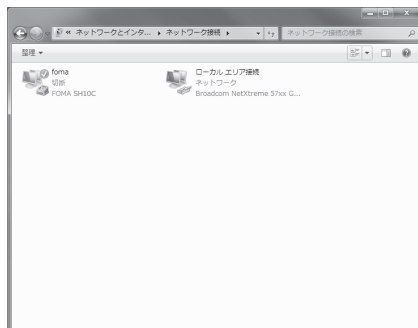 « ネットワークとインタ... ▸ ネットワーク接続 ▸
ネットワーク接続の検索
整理 ▾
foma
切断
FOMA SH10C
ローカル エリア接続
ネットワーク
Broadcom NetXtreme 57xx G...